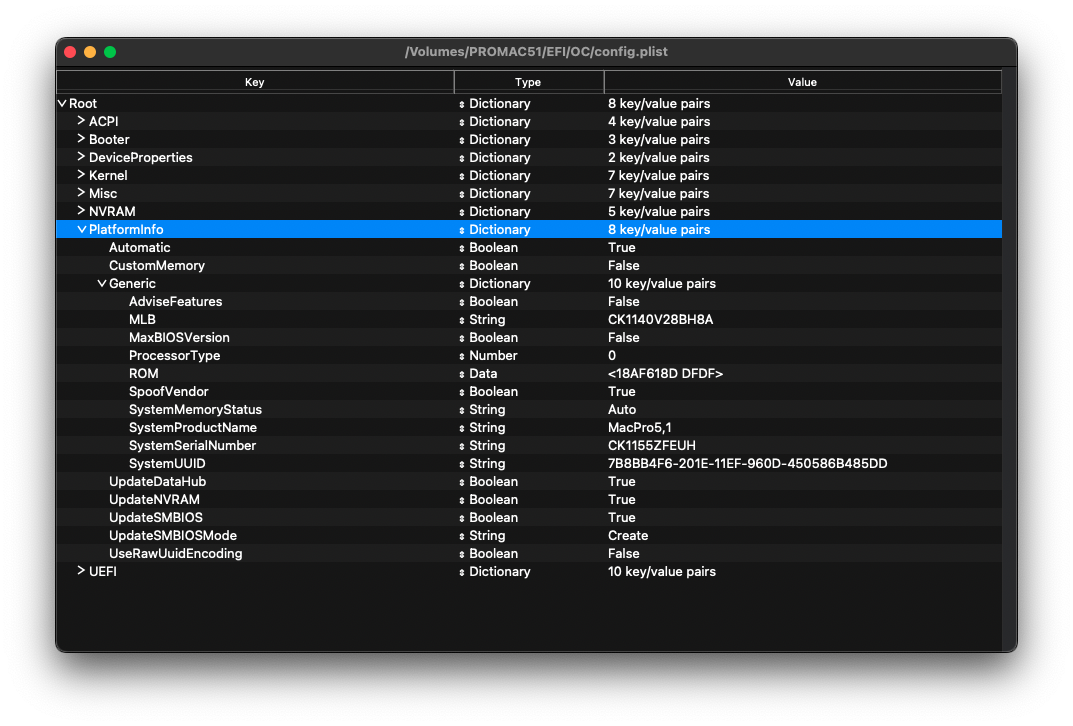 /Volumes/PROMAC51/EFI/OC/config.plist
Key Type Value
Root Dictionary 8 key/value pairs
ACPI Dictionary 4 key/value pairs
Booter Dictionary 3 key/value pairs
DeviceProperties Dictionary 2 key/value pairs
Kernel Dictionary 7 key/value pairs
Misc Dictionary 7 key/value pairs
NVRAM Dictionary 5 key/value pairs
PlatformInfo Dictionary 8 key/value pairs
Automatic Boolean True
CustomMemory Boolean False
Generic Dictionary 10 key/value pairs
AdviseFeatures Boolean False
MLB String CK1140V28BH8A
MaxBIOSVersion Boolean False
ProcessorType Number 0
ROM Data <18AF618D DFDF>
SpoofVendor Boolean True
SystemMemoryStatus String Auto
SystemProductName String MacPro5,1
SystemSerialNumber String CK1155ZFEUH
SystemUUID String 7B8BB4F6-201E-11EF-960D-450586B485DD
UpdateDataHub Boolean True
UpdateNVRAM Boolean True
UpdateSMBIOS Boolean True
UpdateSMBIOSMode String Create
UseRawUuidEncoding Boolean False
UEFI Dictionary 10 key/value pairs